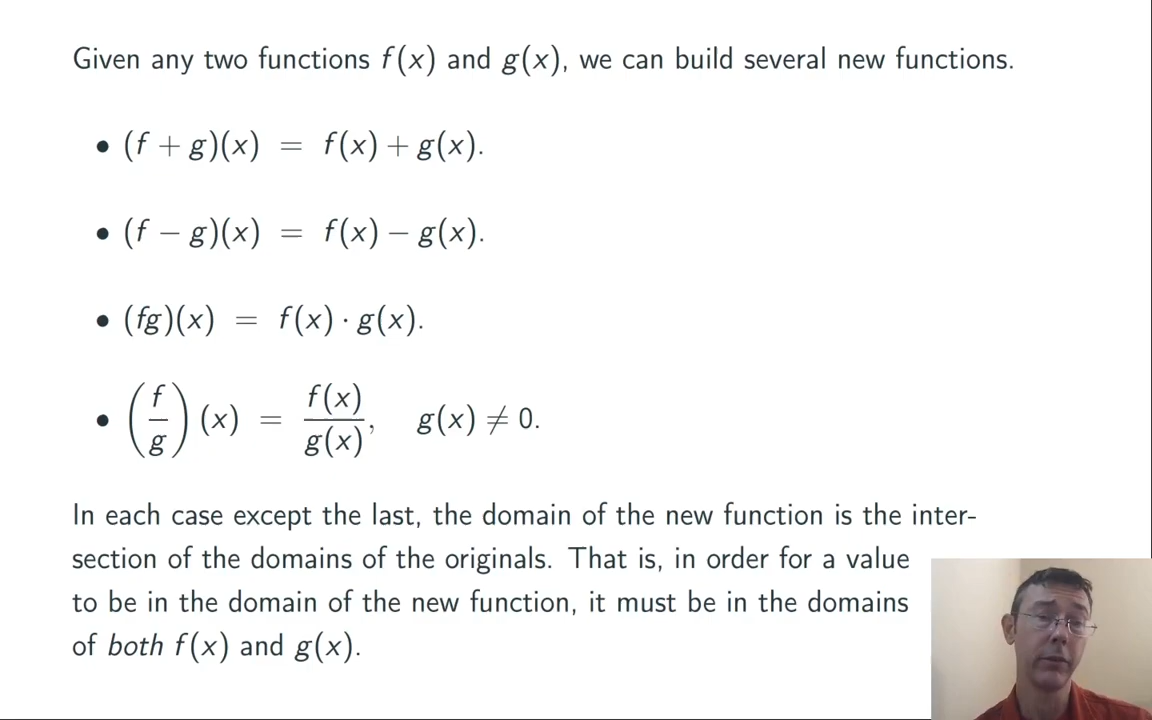 Given any two functions f(x) and g(x), we can build several new functions.
• (f + g)(x) = f(x) + g(x).
• (f − g)(x) = f(x) − g(x).
• (fg)(x) = f(x) · g(x).
• (f/g)(x) = f(x)/g(x), g(x) ≠ 0.
In each case except the last, the domain of the new function is the inter-
section of the domains of the originals. That is, in order for a value
to be in the domain of the new function, it must be in the domains
of both f(x) and g(x).